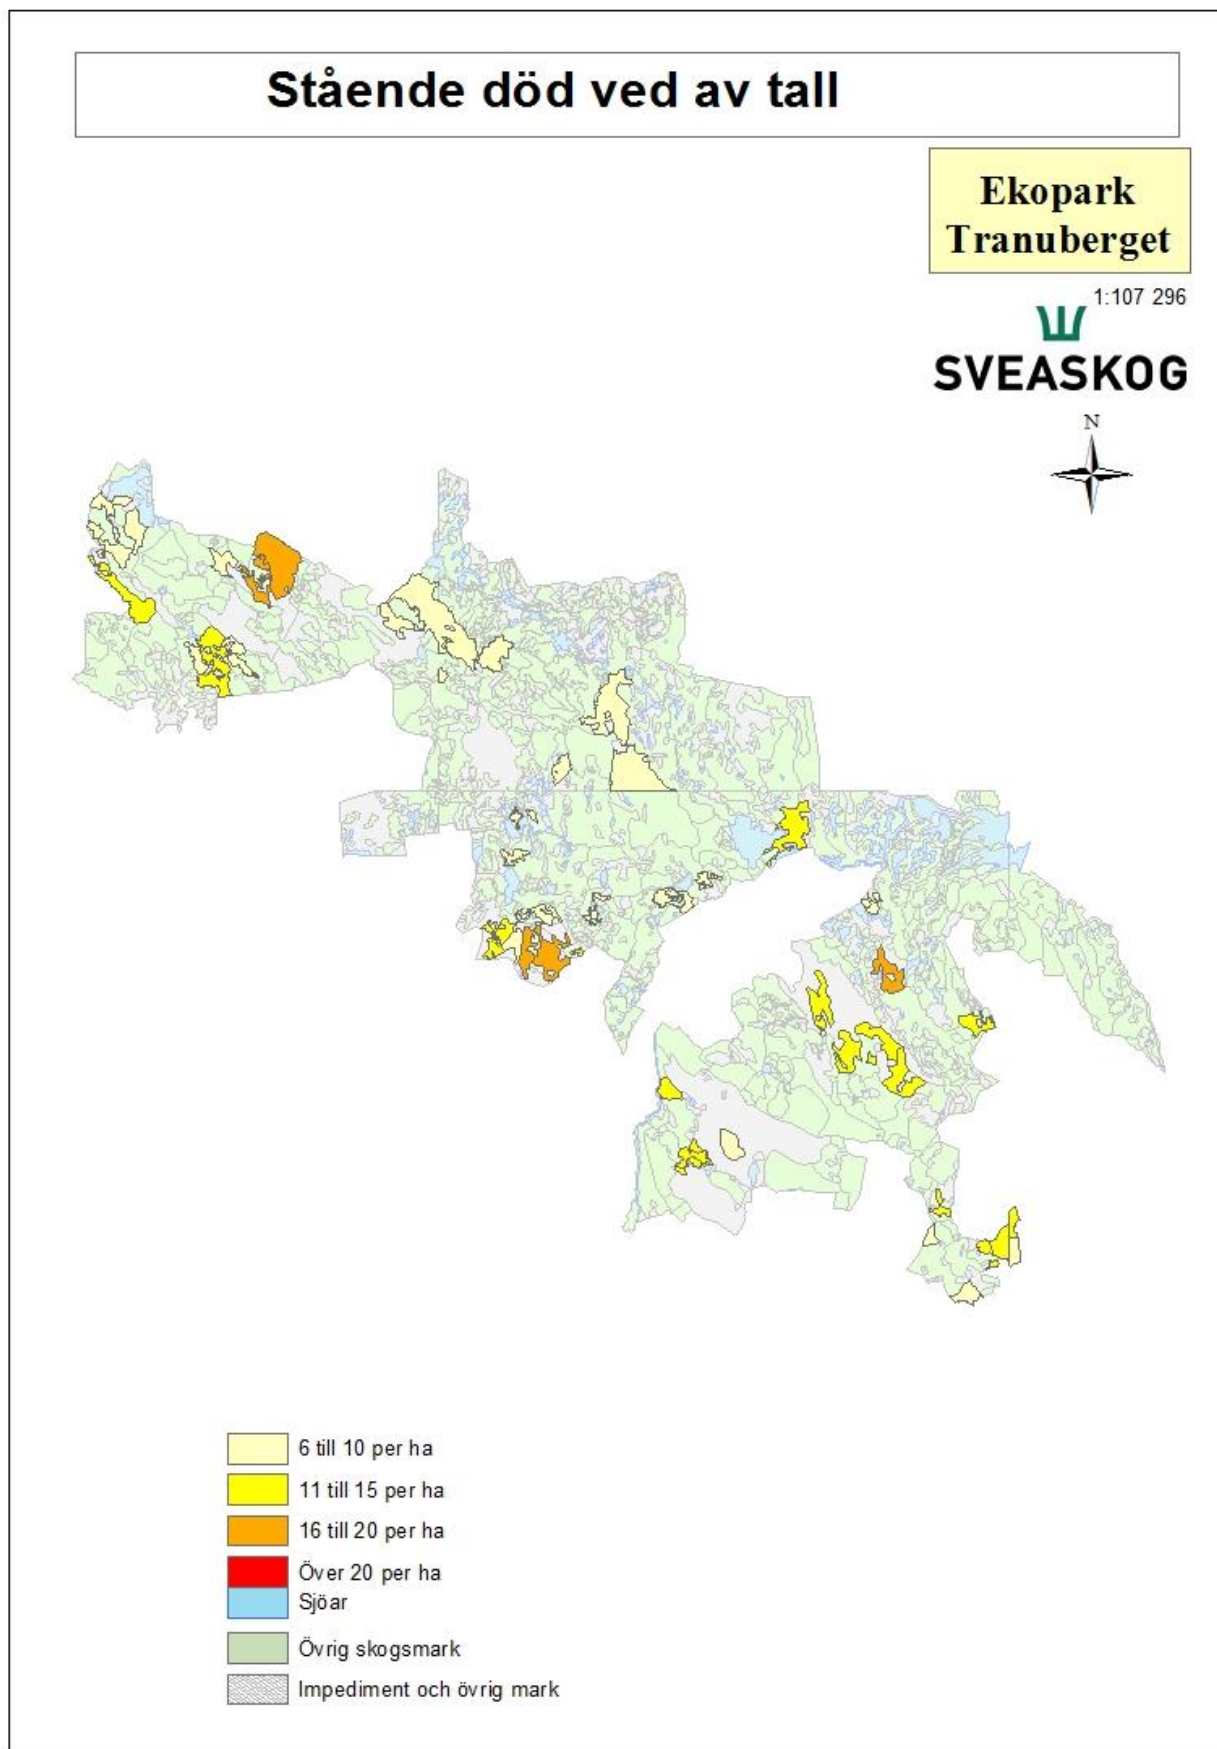 Stående död ved av tall
Ekopark
Tranuberget
1:107 296
SVEASKOG
N
6 till 10 per ha
11 till 15 per ha
16 till 20 per ha
Över 20 per ha
Sjöar
Övrig skogsmark
Impediment och övrig mark